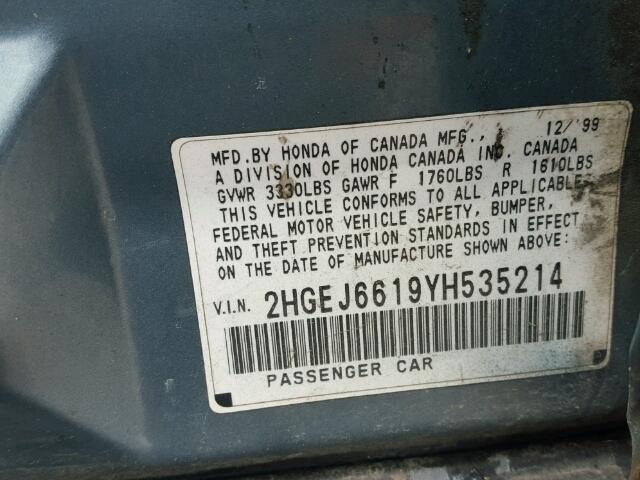 MFD.BY HONDA OF CANADA MFG., 12/'99
A DIVISION OF HONDA CANADA INC, CANADA
GVWR 3330LBS GAWR F 1760LBS R 1610LBS
THIS VEHICLE CONFORMS TO ALL APPLICABLE
FEDERAL MOTOR VEHICLE SAFETY, BUMPER,
AND THEFT PREVENTION STANDARDS IN EFFECT
ON THE DATE OF MANUFACTURE SHOWN ABOVE:
V.I.N. 2HGEJ6619YH535214
PASSENGER CAR